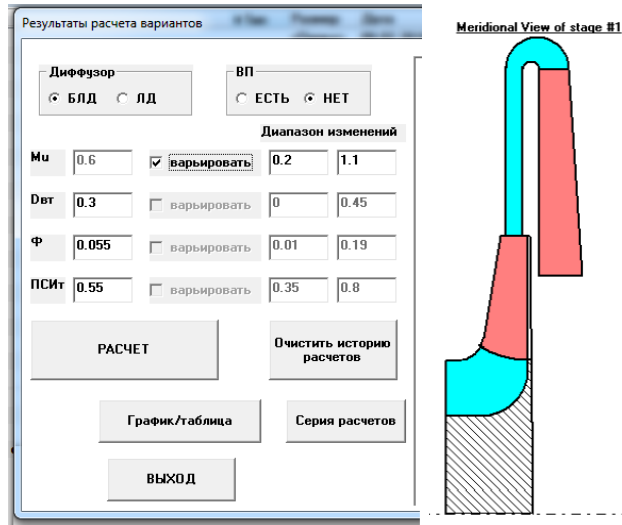 Результаты расчета вариантов
Meridional View of stage #1
Диффузор
БЛД ЛД
ВП
ЕСТЬ НЕТ
Диапазон изменений
Mu 0.6 варьировать 0.2 1.1
Dвт 0.3 варьировать 0 0.45
Ф 0.055 варьировать 0.01 0.19
ПСИт 0.55 варьировать 0.35 0.8
РАСЧЕТ
Очистить историю
расчетов
График/таблица
Серия расчетов
ВЫХОД